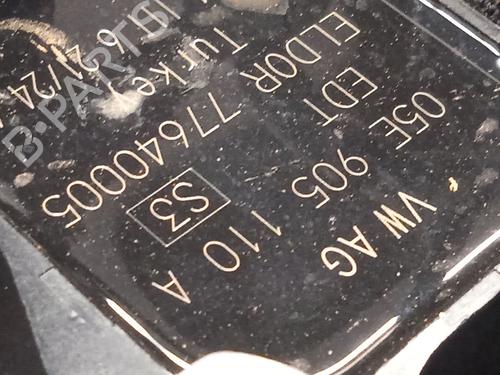 VW AG
05E 905 110 A
EDT S3
ELDOR 77640005
Turkey
B-PARTS